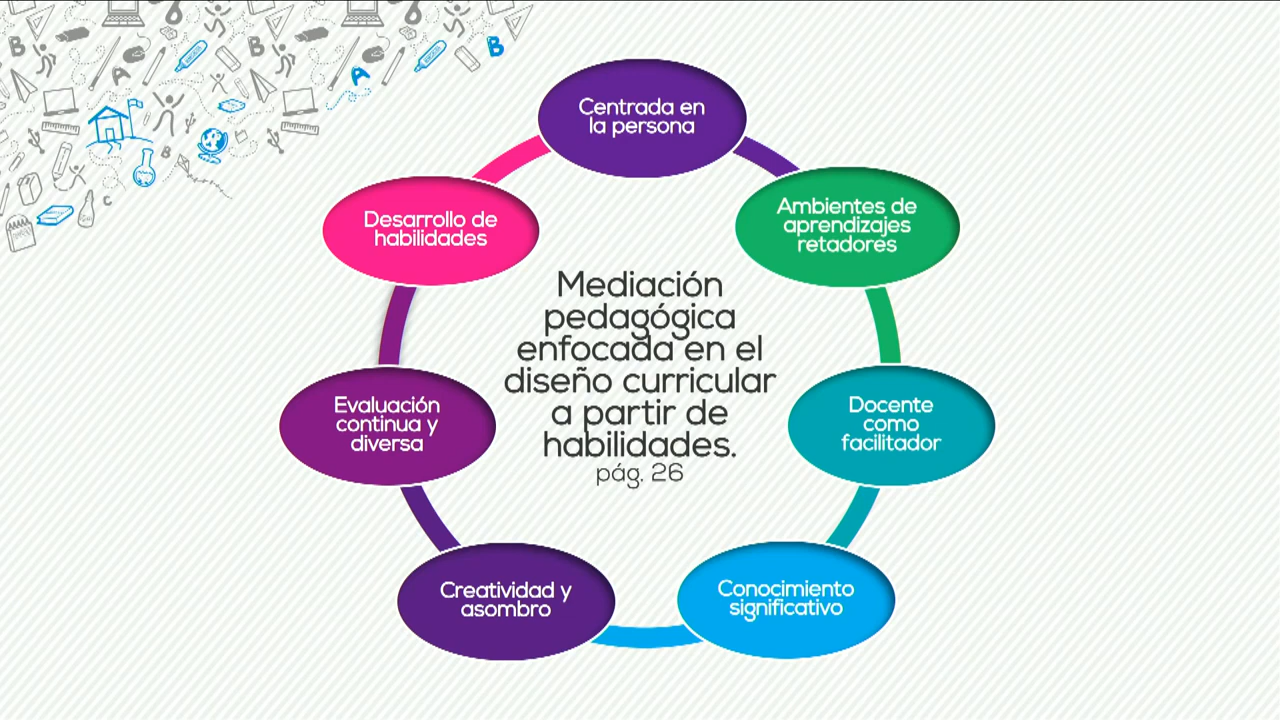 Centrada en
la persona
Ambientes de
aprendizajes
retadores
Docente
como
facilitador
Conocimiento
significativo
Creatividad y
asombro
Evaluación
continua y
diversa
Desarrollo de
habilidades
Mediación
pedagógica
enfocada en el
diseño curricular
a partir de
habilidades.
pág. 26
B
B
B
A
A
B
C